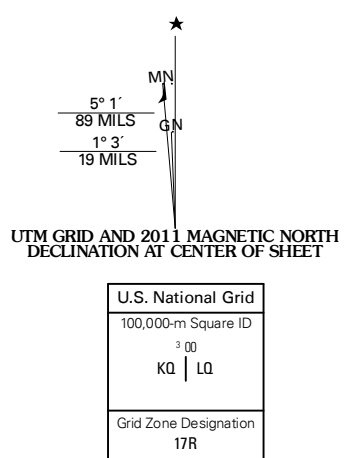 MN
5° 1´
89 MILS
GN
1° 3´
19 MILS
UTM GRID AND 2011 MAGNETIC NORTH
DECLINATION AT CENTER OF SHEET
U.S. National Grid
100,000-m Square ID
3 00
KQ LQ
Grid Zone Designation
17R